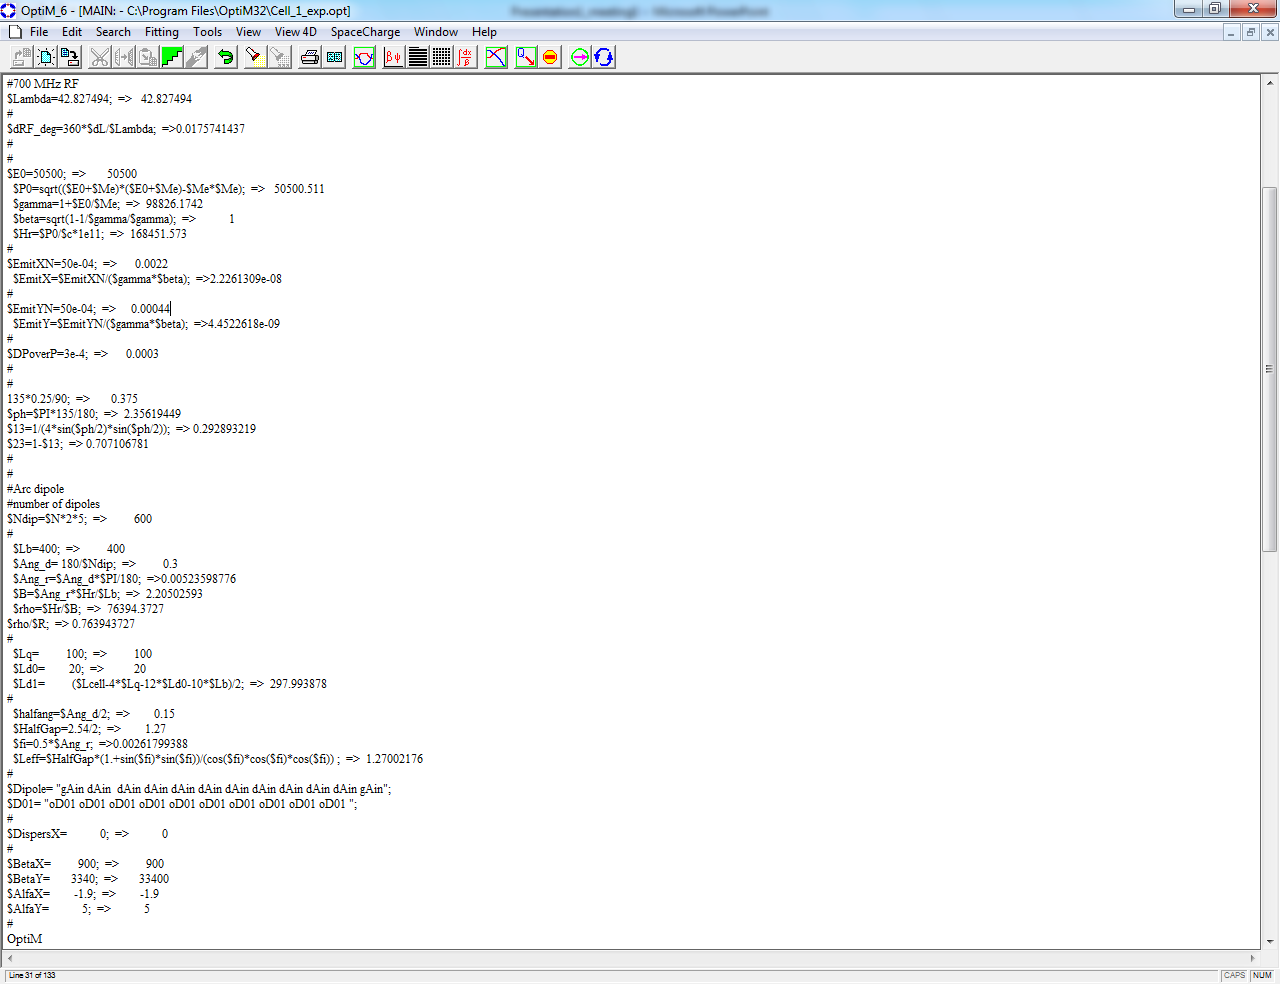 OptiM_6 - [MAIN: - C:\Program Files\OptiM32\Cell_1_exp.opt]
File Edit Search Fitting Tools View View 4D SpaceCharge Window Help
#700 MHz RF
$Lambda=42.827494; => 42.827494
#
$dRF_deg=360*$dL/$Lambda; =>0.0175741437
#
#
$E0=50500; => 50500
$P0=sqrt(($E0+$Me)*($E0+$Me)-$Me*$Me); => 50500.511
$gamma=1+$E0/$Me; => 98826.1742
$beta=sqrt(1-1/$gamma/$gamma); => 1
$Hr=$P0/$c*1e11; => 168451.573
#
$EmitXN=50e-04; => 0.0022
$EmitX=$EmitXN/($gamma*$beta); =>2.2261309e-08
#
$EmitYN=50e-04; => 0.00044
$EmitY=$EmitYN/($gamma*$beta); =>4.4522618e-09
#
$DPoverP=3e-4; => 0.0003
#
#
135*0.25/90; => 0.375
$ph=$PI*135/180; => 2.35619449
$13=1/(4*sin($ph/2)*sin($ph/2)); => 0.292893219
$23=1-$13; => 0.707106781
#
#
#Arc dipole
#number of dipoles
$Ndip=$N*2*5; => 600
#
$Lb=400; => 400
$Ang_d= 180/$Ndip; => 0.3
$Ang_r=$Ang_d*$PI/180; =>0.00523598776
$B=$Ang_r*$Hr/$Lb; => 2.20502593
$rho=$Hr/$B; => 76394.3727
$rho/$R; => 0.763943727
#
$Lq= 100; => 100
$Ld0= 20; => 20
$Ld1= ($Lcell-4*$Lq-12*$Ld0-10*$Lb)/2; => 297.993878
#
$halfang=$Ang_d/2; => 0.15
$HalfGap=2.54/2; => 1.27
$fi=0.5*$Ang_r; =>0.00261799388
$Leff=$HalfGap*(1.+sin($fi)*sin($fi))/(cos($fi)*cos($fi)*cos($fi)) ; => 1.27002176
#
$Dipole= "gAin dAin dAin dAin dAin dAin dAin dAin dAin dAin dAin gAin";
$D01= "oD01 oD01 oD01 oD01 oD01 oD01 oD01 oD01 oD01 oD01 ";
#
$DispersX= 0; => 0
#
$BetaX= 900; => 900
$BetaY= 3340; => 33400
$AlfaX= -1.9; => -1.9
$AlfaY= 5; => 5
#
OptiM
Line 31 of 133 CAPS NUM